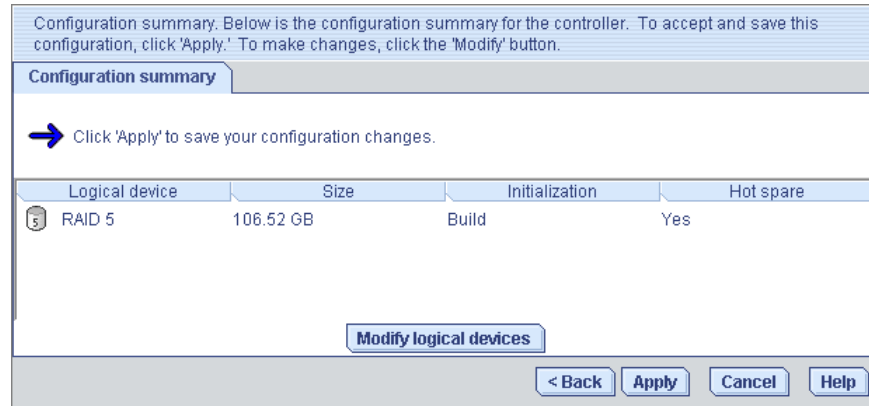 Configuration summary. Below is the configuration summary for the controller. To accept and save this
configuration, click 'Apply.' To make changes, click the 'Modify' button.
Configuration summary
Click 'Apply' to save your configuration changes.
Logical device Size Initialization Hot spare
5 RAID 5 106.52 GB Build Yes
Modify logical devices
< Back Apply Cancel Help